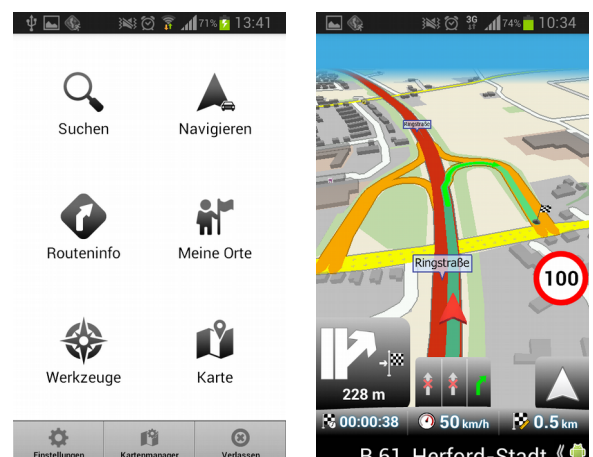 71% 13:41
Suchen Navigieren
Routeninfo Meine Orte
Werkzeuge Karte
Einstellungen Kartenmanager Verlassen
3G 74% 10:34
Ringstraße
Ringstraße
100
228 m
00:00:38 50 km/h 0.5 km
B 61 Herford-Stadt